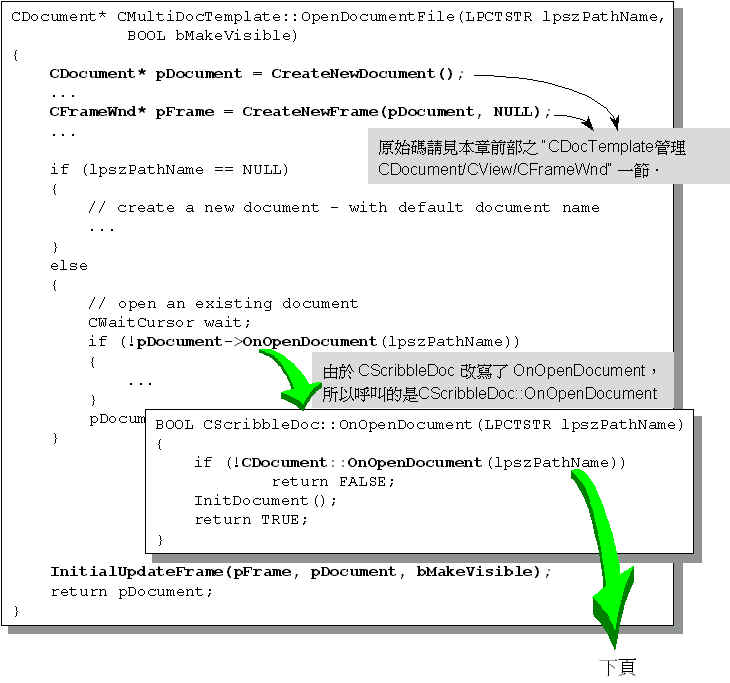 CDocument* CMultiDocTemplate::OpenDocumentFile(LPCTSTR lpszPathName,
BOOL bMakeVisible)
{
CDocument* pDocument = CreateNewDocument();
...
CFrameWnd* pFrame = CreateNewFrame(pDocument, NULL);
...
原始碼請見本章前部之 "CDocTemplate管理
CDocument/CView/CFrameWnd" 一節．
if (lpszPathName == NULL)
{
// create a new document - with default document name
...
}
else
{
// open an existing document
CWaitCursor wait;
if (!pDocument->OnOpenDocument(lpszPathName))
{
...
}
由於 CScribbleDoc 改寫了 OnOpenDocument，
所以呼叫的是CScribbleDoc::OnOpenDocument
pDocum
}
BOOL CScribbleDoc::OnOpenDocument(LPCTSTR lpszPathName)
{
if (!CDocument::OnOpenDocument(lpszPathName))
return FALSE;
InitDocument();
return TRUE;
}
InitialUpdateFrame(pFrame, pDocument, bMakeVisible);
return pDocument;
}
下頁